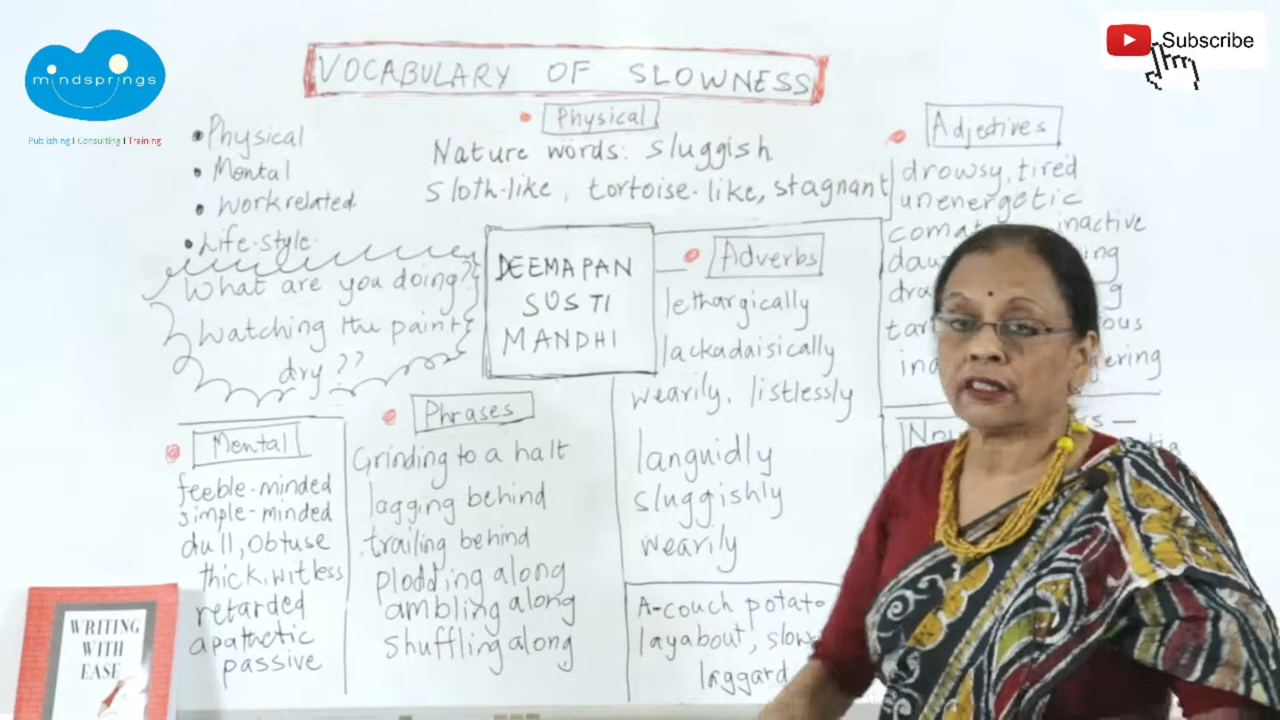 mindsprings
Publishing I Consulting I Training
Subscribe
VOCABULARY OF SLOWNESS
• Physical
• Mental
• Work related
• Life-style
What are you doing?
Watching the paint
dry??
Physical
Nature words: Sluggish
Sloth-like, tortoise-like, stagnant
DEEMAPAN
SUSTI
MANDHI
Adverbs
lethargically
lackadaisically
wearily, listlessly
languidly
sluggishly
wearily
Adjectives
drowsy, tired
unenergetic
inactive
Mental
feeble-minded
simple-minded
dull, obtuse
thick, witless
retarded
apathetic
passive
Phrases
Grinding to a halt
lagging behind
trailing behind
plodding along
ambling along
shuffling along
A-couch potato
layabout,
laggard
WRITING
WITH
EASE